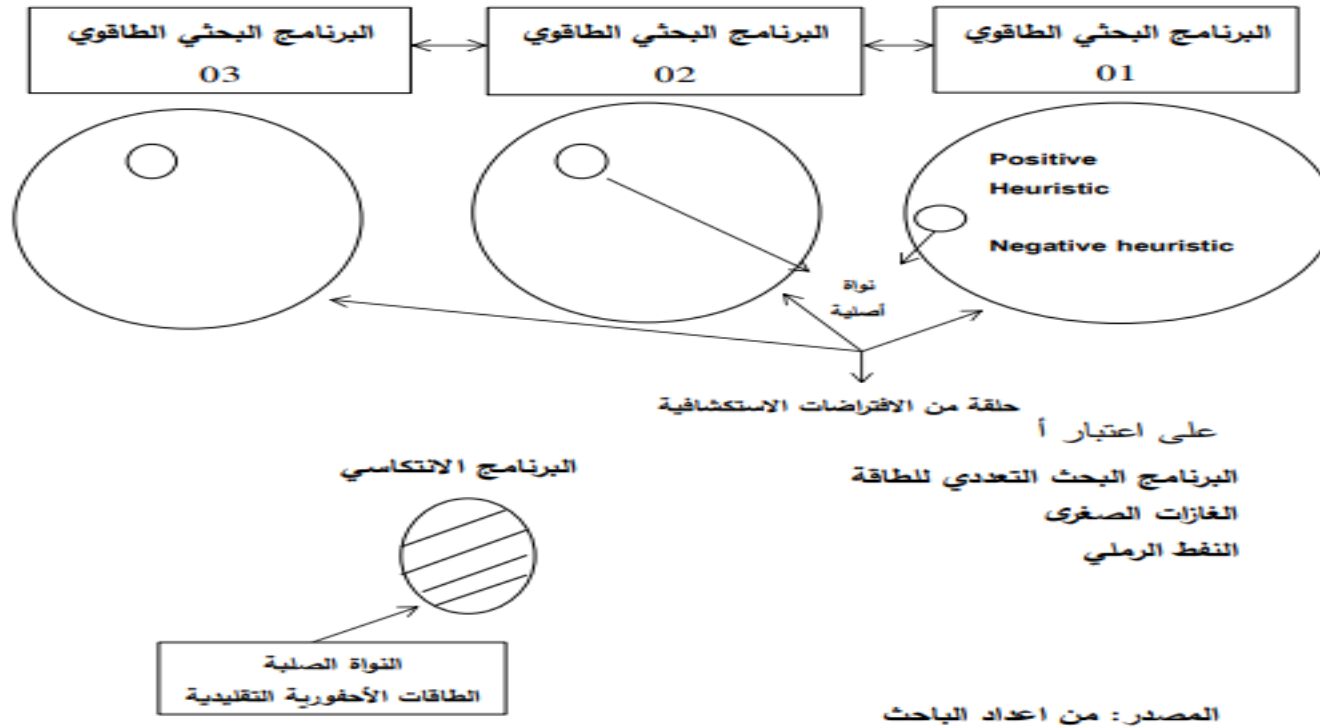 البرنامج البحثي الطاقوي
01
البرنامج البحثي الطاقوي
02
البرنامج البحثي الطاقوي
03
Positive
Heuristic
Negative heuristic
نواة
أصلية
حلقة من الافتراضات الاستكشافية
على اعتبار أ
البرنامج البحث التعددي للطاقة
الغازات الصغرى
النفط الرملي
البرنامج الانتكاسي
النواة الصلبة
الطاقات الأحفورية التقليدية
المصدر: من اعداد الباحث